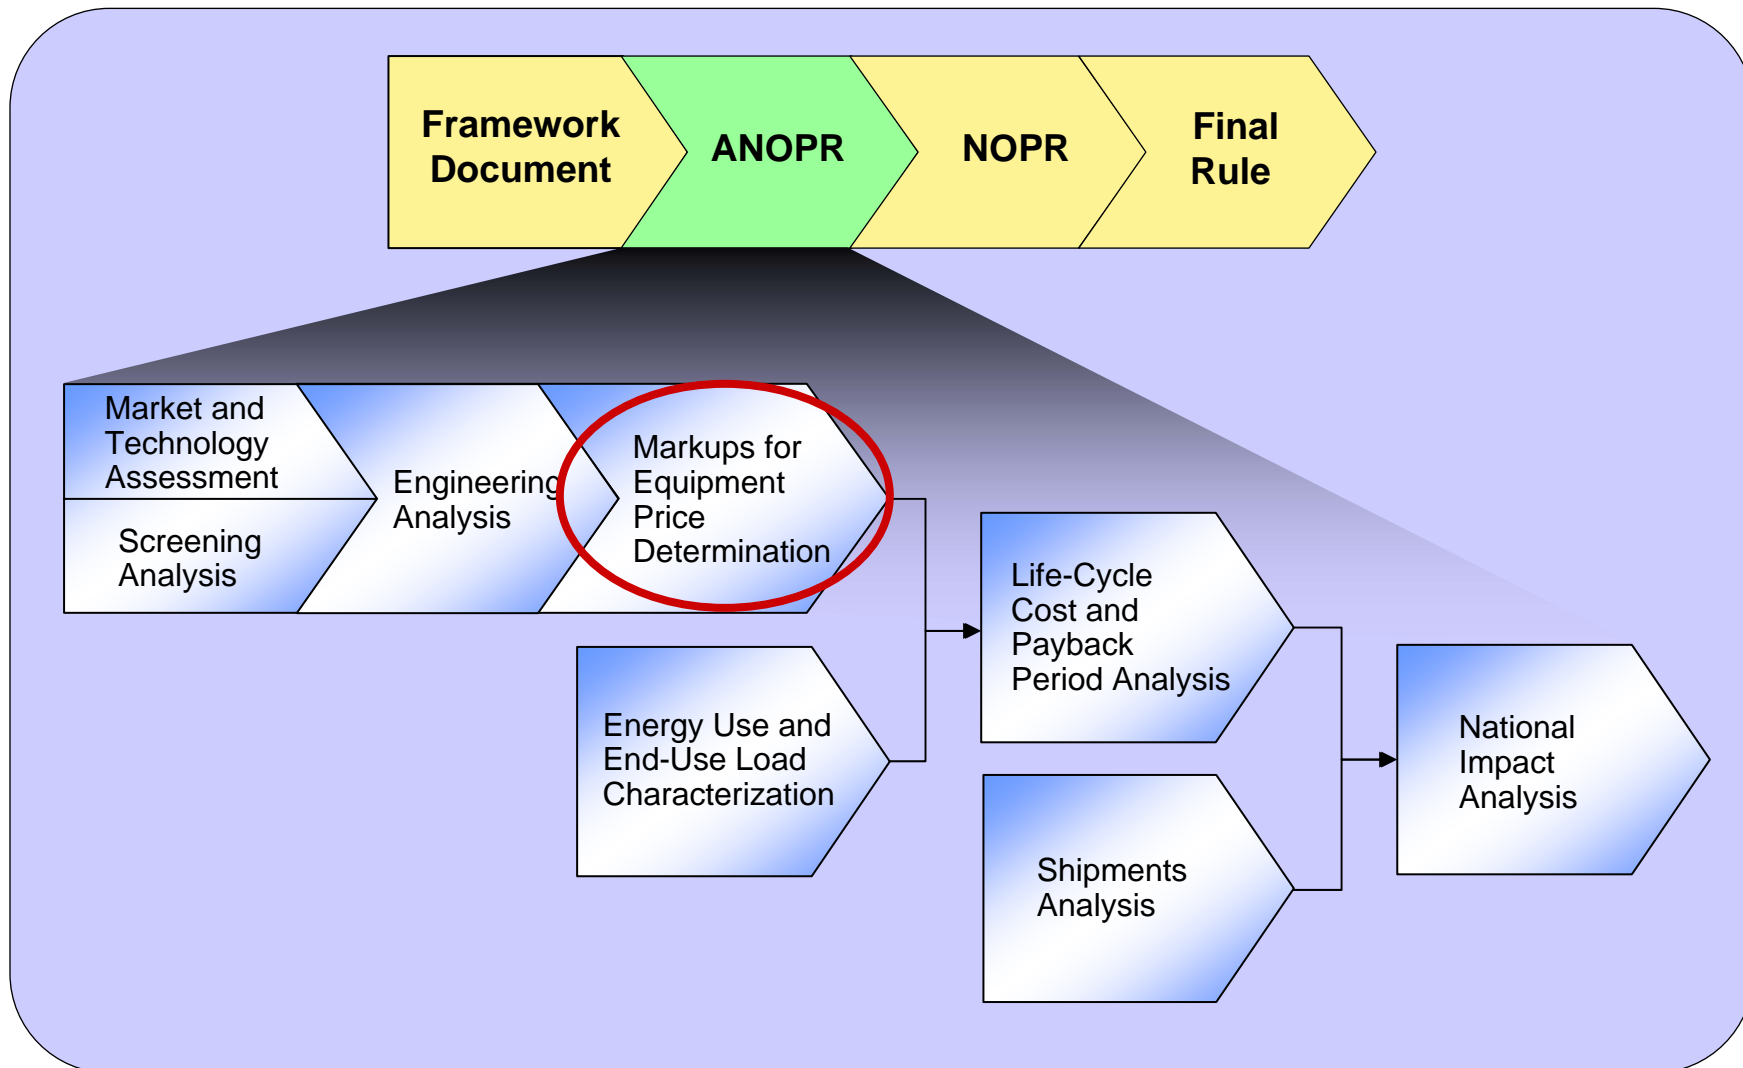 Framework
Document
ANOPR
NOPR
Final
Rule
Market and
Technology
Assessment
Screening
Analysis
Engineering
Analysis
Markups for
Equipment
Price
Determination
Energy Use and
End-Use Load
Characterization
Life-Cycle
Cost and
Payback
Period Analysis
Shipments
Analysis
National
Impact
Analysis